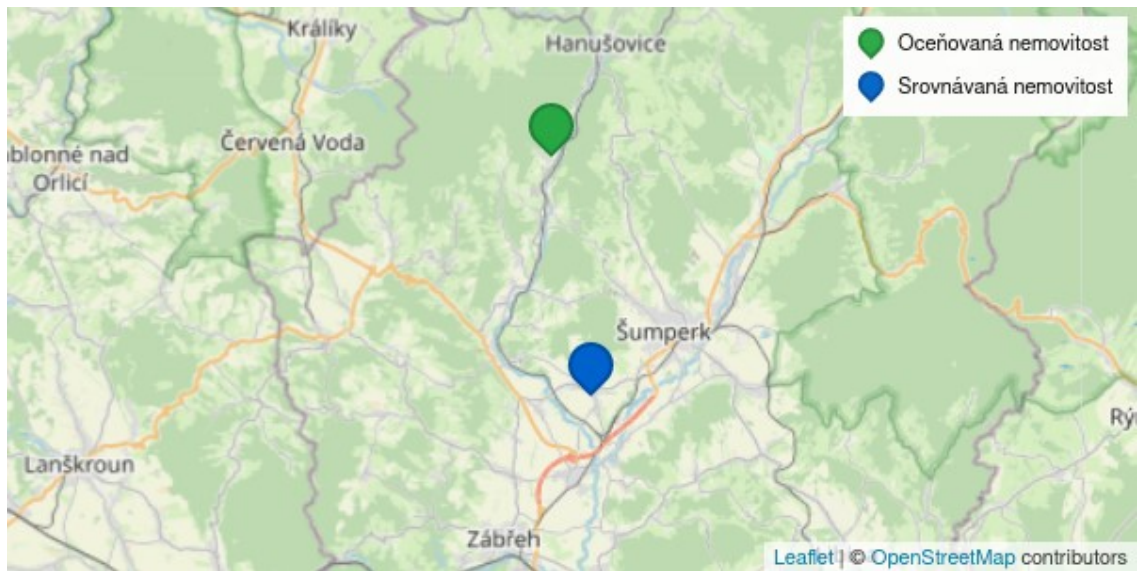 Králíky
Hanušovice
Oceňovaná nemovitost
Srovnávaná nemovitost
Červená Voda
ablonné nad
Orlicí
Šumperk
Rý
Lanškroun
Zábřeh
Leaflet | © OpenStreetMap contributors